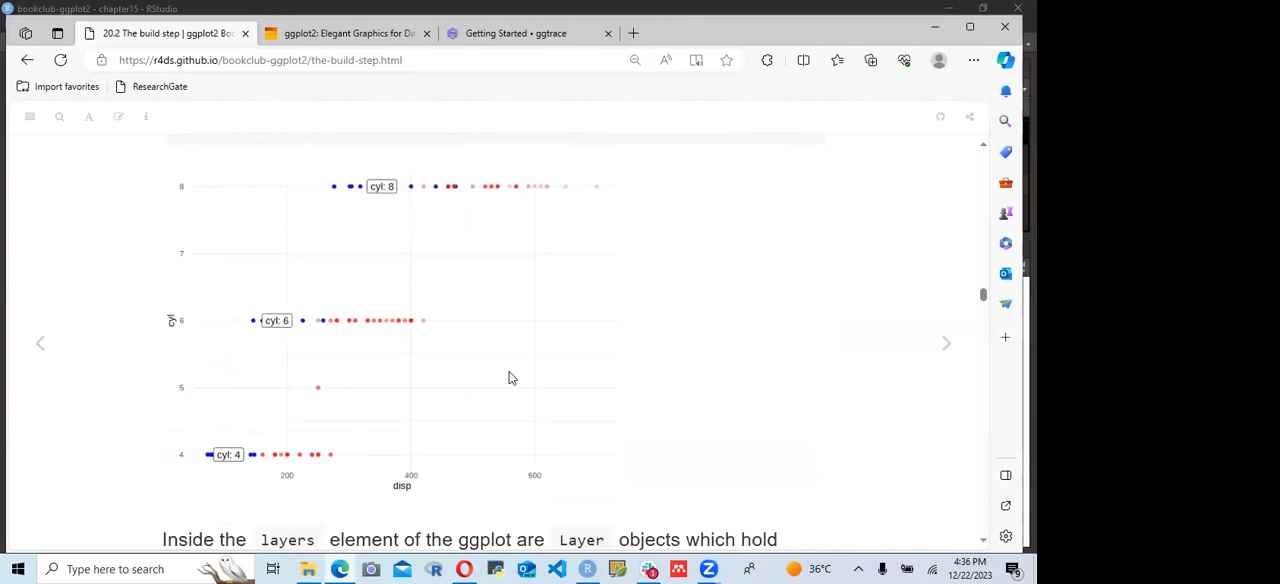 bookclub-ggplot2 - chapter15 - RStudio
20.2 The build step | ggplot2 Boo
ggplot2: Elegant Graphics for Da
Getting Started • ggtrace
https://r4ds.github.io/bookclub-ggplot2/the-build-step.html
Import favorites
ResearchGate
8
cyl: 8
7
cyl
6
cyl: 6
5
4
cyl: 4
200
400
600
disp
Inside the layers element of the ggplot are Layer objects which hold
Type here to search
36°C
4:36 PM
12/22/2023
9